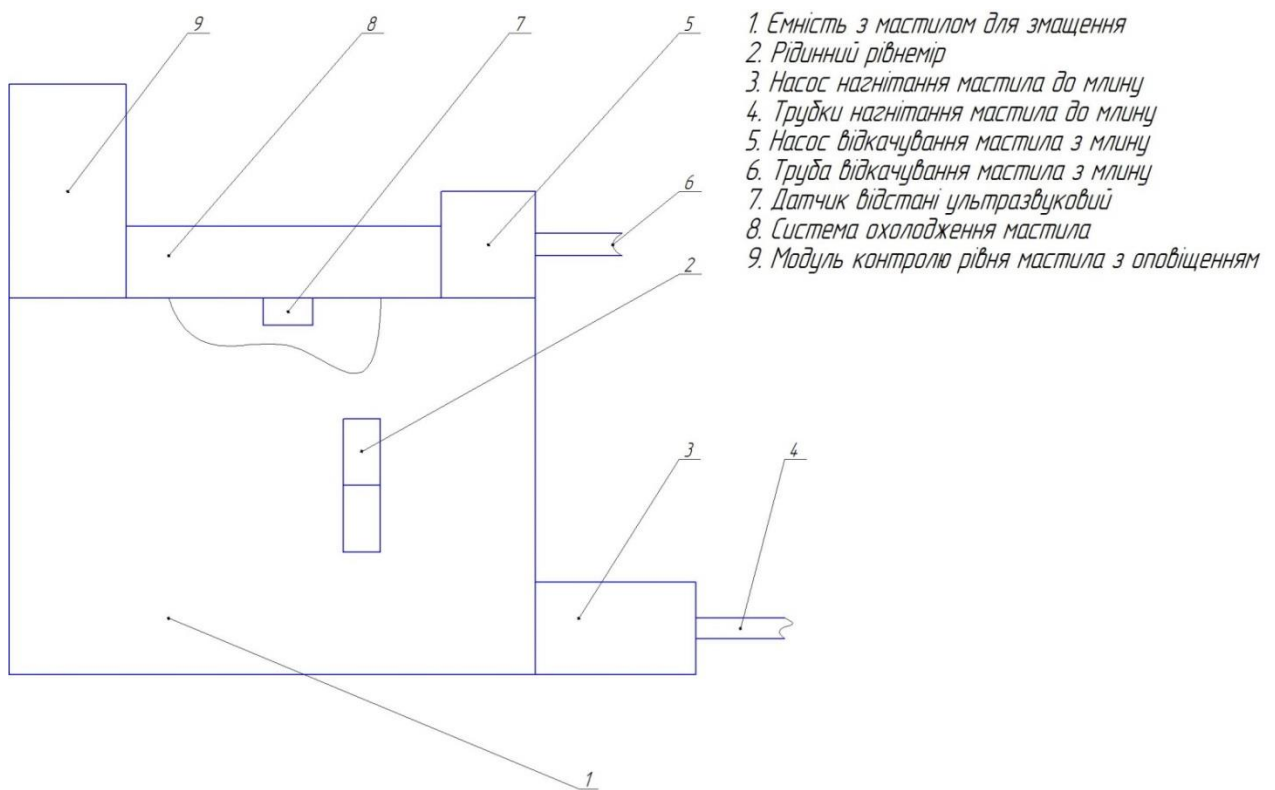 9
8
7
5
6
2
3
4
1
1. Ємність з мастилом для змащення
2. Рідинний рівнемір
3. Насос нагнітання мастила до млину
4. Трубки нагнітання мастила до млину
5. Насос відкачування мастила з млину
6. Труба відкачування мастила з млину
7. Датчик відстані ультразвуковий
8. Система охолодження мастила
9. Модуль контролю рівня мастила з оповіщенням